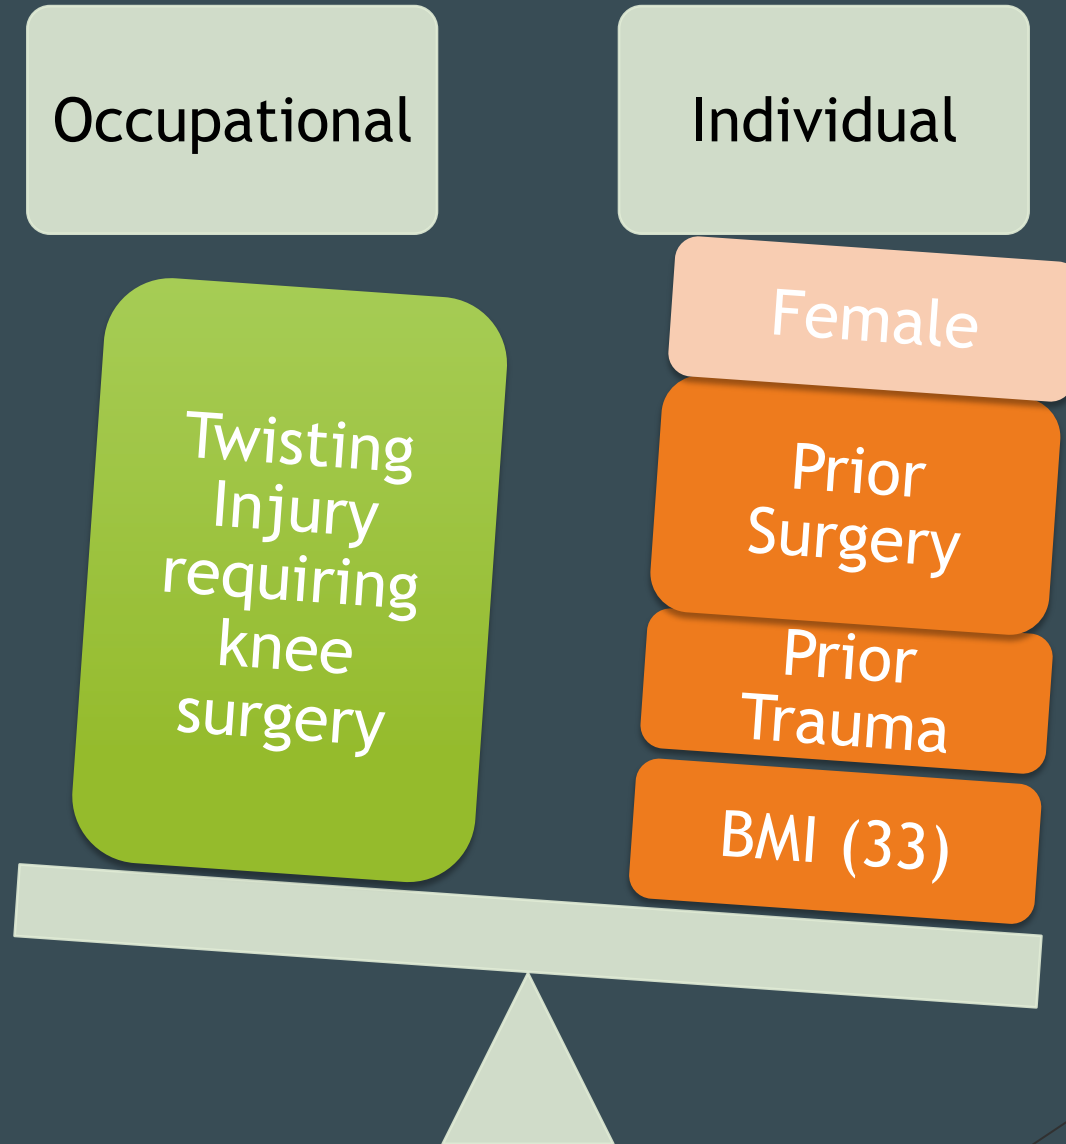 Occupational
Individual
Twisting
Injury
requiring
knee
surgery
Female
Prior
Surgery
Prior
Trauma
BMI (33)